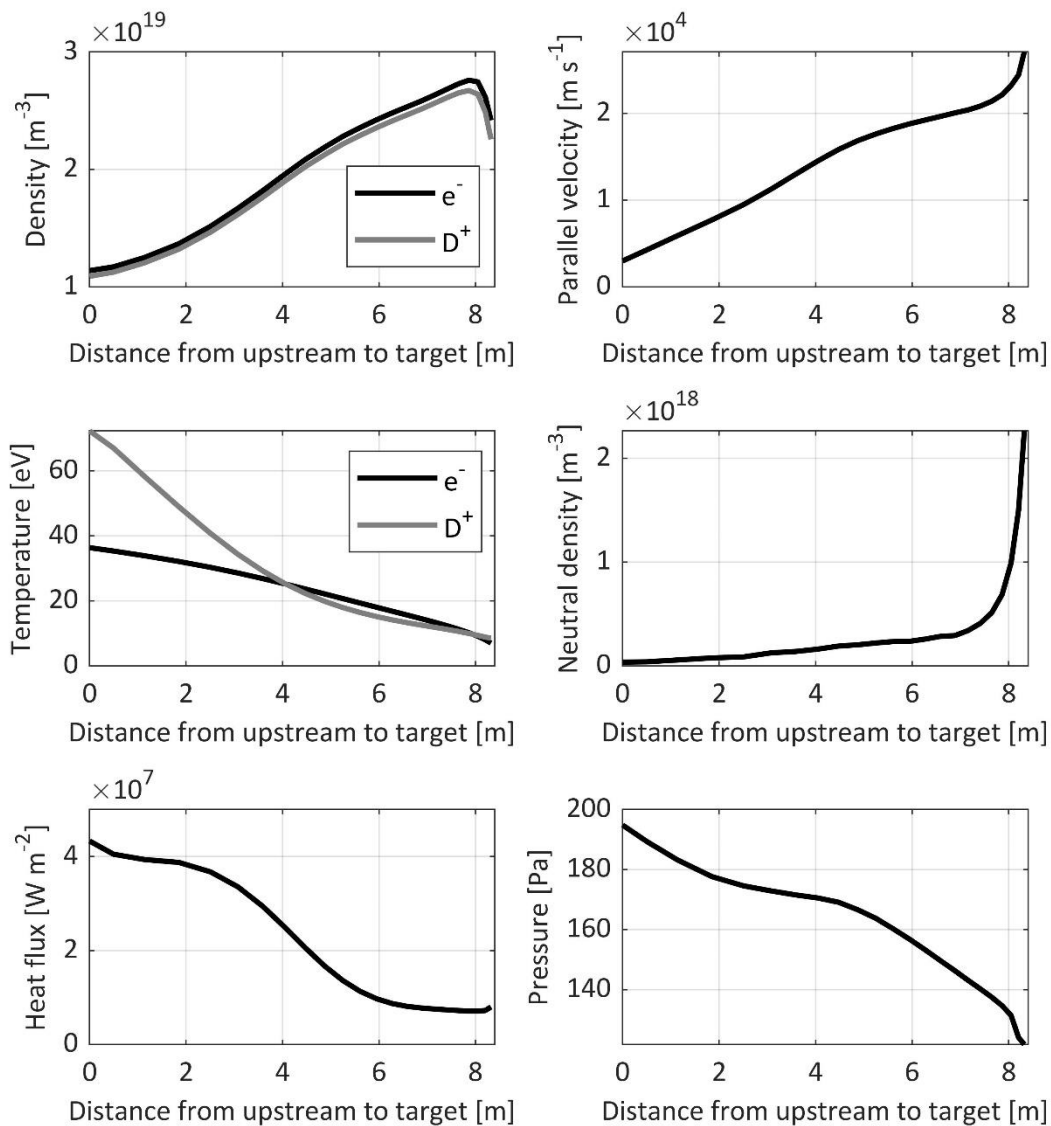 ×10^19
3
2
1
Density [m^-3]
e^-
D^+
0 2 4 6 8
Distance from upstream to target [m]
×10^4
2
1
0
Parallel velocity [m s^-1]
0 2 4 6 8
Distance from upstream to target [m]
60
40
20
0
Temperature [eV]
e^-
D^+
0 2 4 6 8
Distance from upstream to target [m]
×10^18
2
1
0
Neutral density [m^-3]
0 2 4 6 8
Distance from upstream to target [m]
×10^7
4
2
0
Heat flux [W m^-2]
0 2 4 6 8
Distance from upstream to target [m]
200
180
160
140
Pressure [Pa]
0 2 4 6 8
Distance from upstream to target [m]